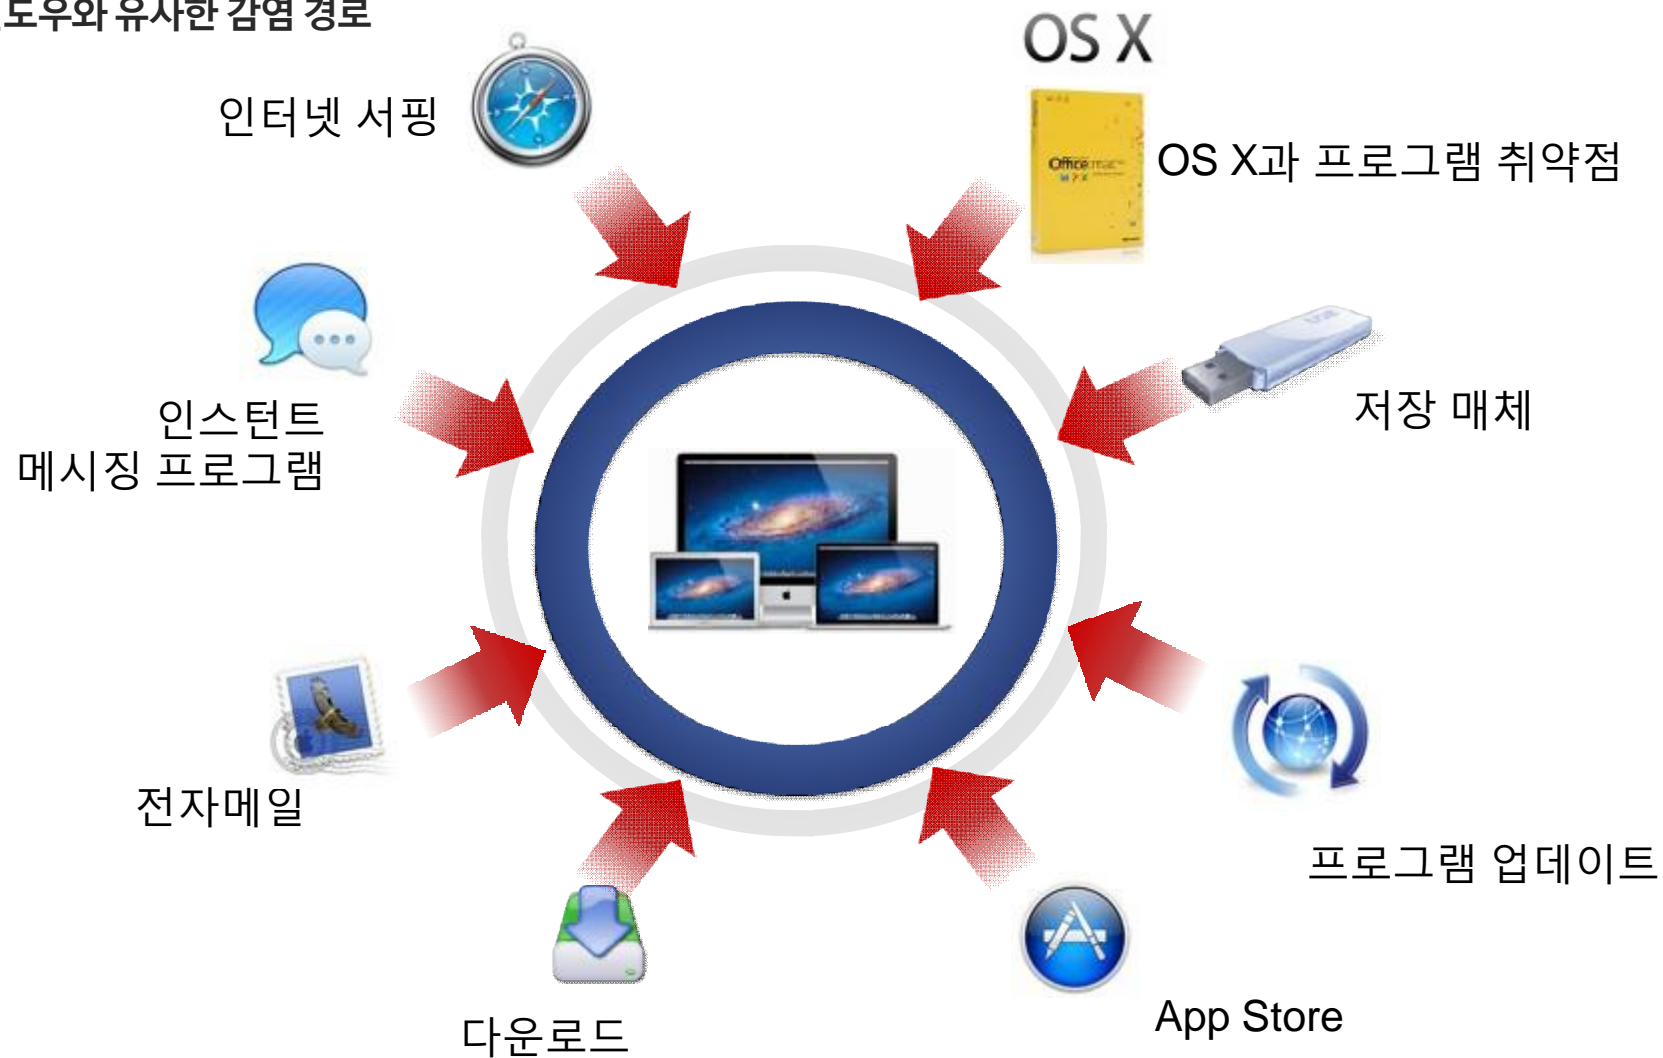 도우와 유사한 감염 경로
OS X
인터넷 서핑
Office:mac
OS X과 프로그램 취약점
인스턴트
메시징 프로그램
저장 매체
전자메일
프로그램 업데이트
App Store
다운로드